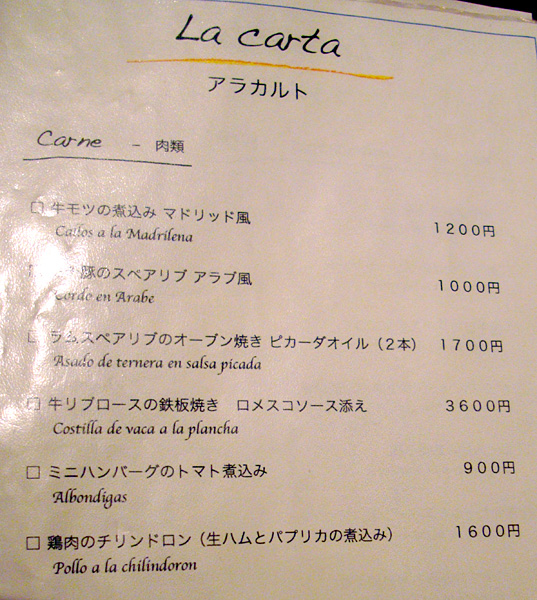 La carta
アラカルト
Carne - 肉類
□ 牛モツの煮込み マドリッド風 1200円
Callos a la Madrilena
豚のスペアリブ アラブ風 1000円
Cordo en Arabe
ラムスペアリブのオーブン焼き ピカーダオイル（2本） 1700円
Asado de ternera en salsa picada
□ 牛リブロースの鉄板焼き ロメスコソース添え 3600円
Costilla de vaca a la plancha
□ ミニハンバーグのトマト煮込み 900円
Albondigas
□ 鶏肉のチリンドロン（生ハムとパプリカの煮込み） 1600円
Pollo a la chilindoron